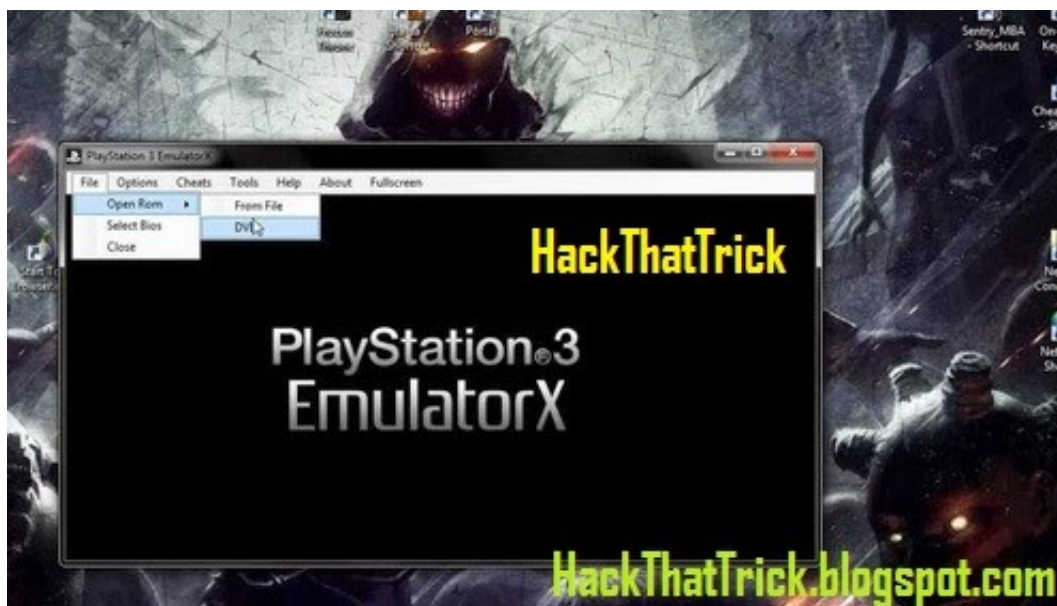 Portal
Sentry_MBA
- Shortcut
PlayStation 3 EmulatorX
File Options Cheats Tools Help About Fullscreen
Open Rom
From File
Select Bios
Close
HackThatTrick
PlayStation®3
EmulatorX
HackThatTrick.blogspot.com